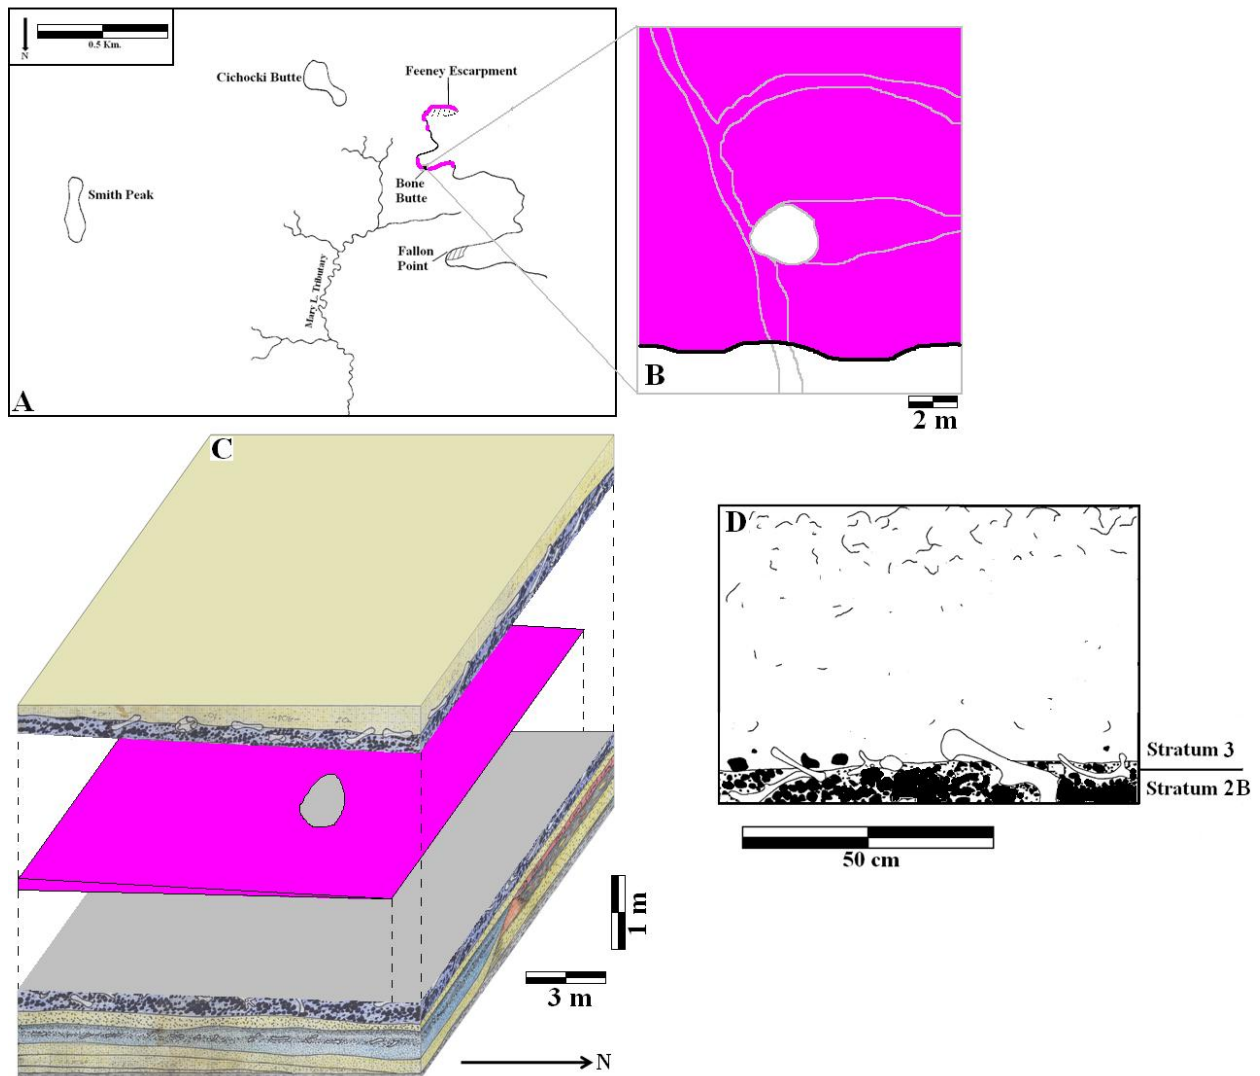 N
0.5 Km.
Cichocki Butte
Feeney Escarpment
Smith Peak
Bone
Butte
Fallon
Point
Mary L. Tributary
A
B
2 m
C
D
Stratum 3
Stratum 2B
50 cm
1 m
3 m
N